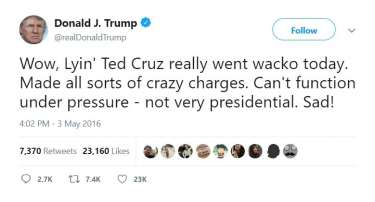 Donald J. Trump
@realDonaldTrump
Follow
Wow, Lyin' Ted Cruz really went wacko today.
Made all sorts of crazy charges. Can't function
under pressure - not very presidential. Sad!
4:02 PM - 3 May 2016
7,370 Retweets 23,160 Likes
2.7K 7.4K 23K